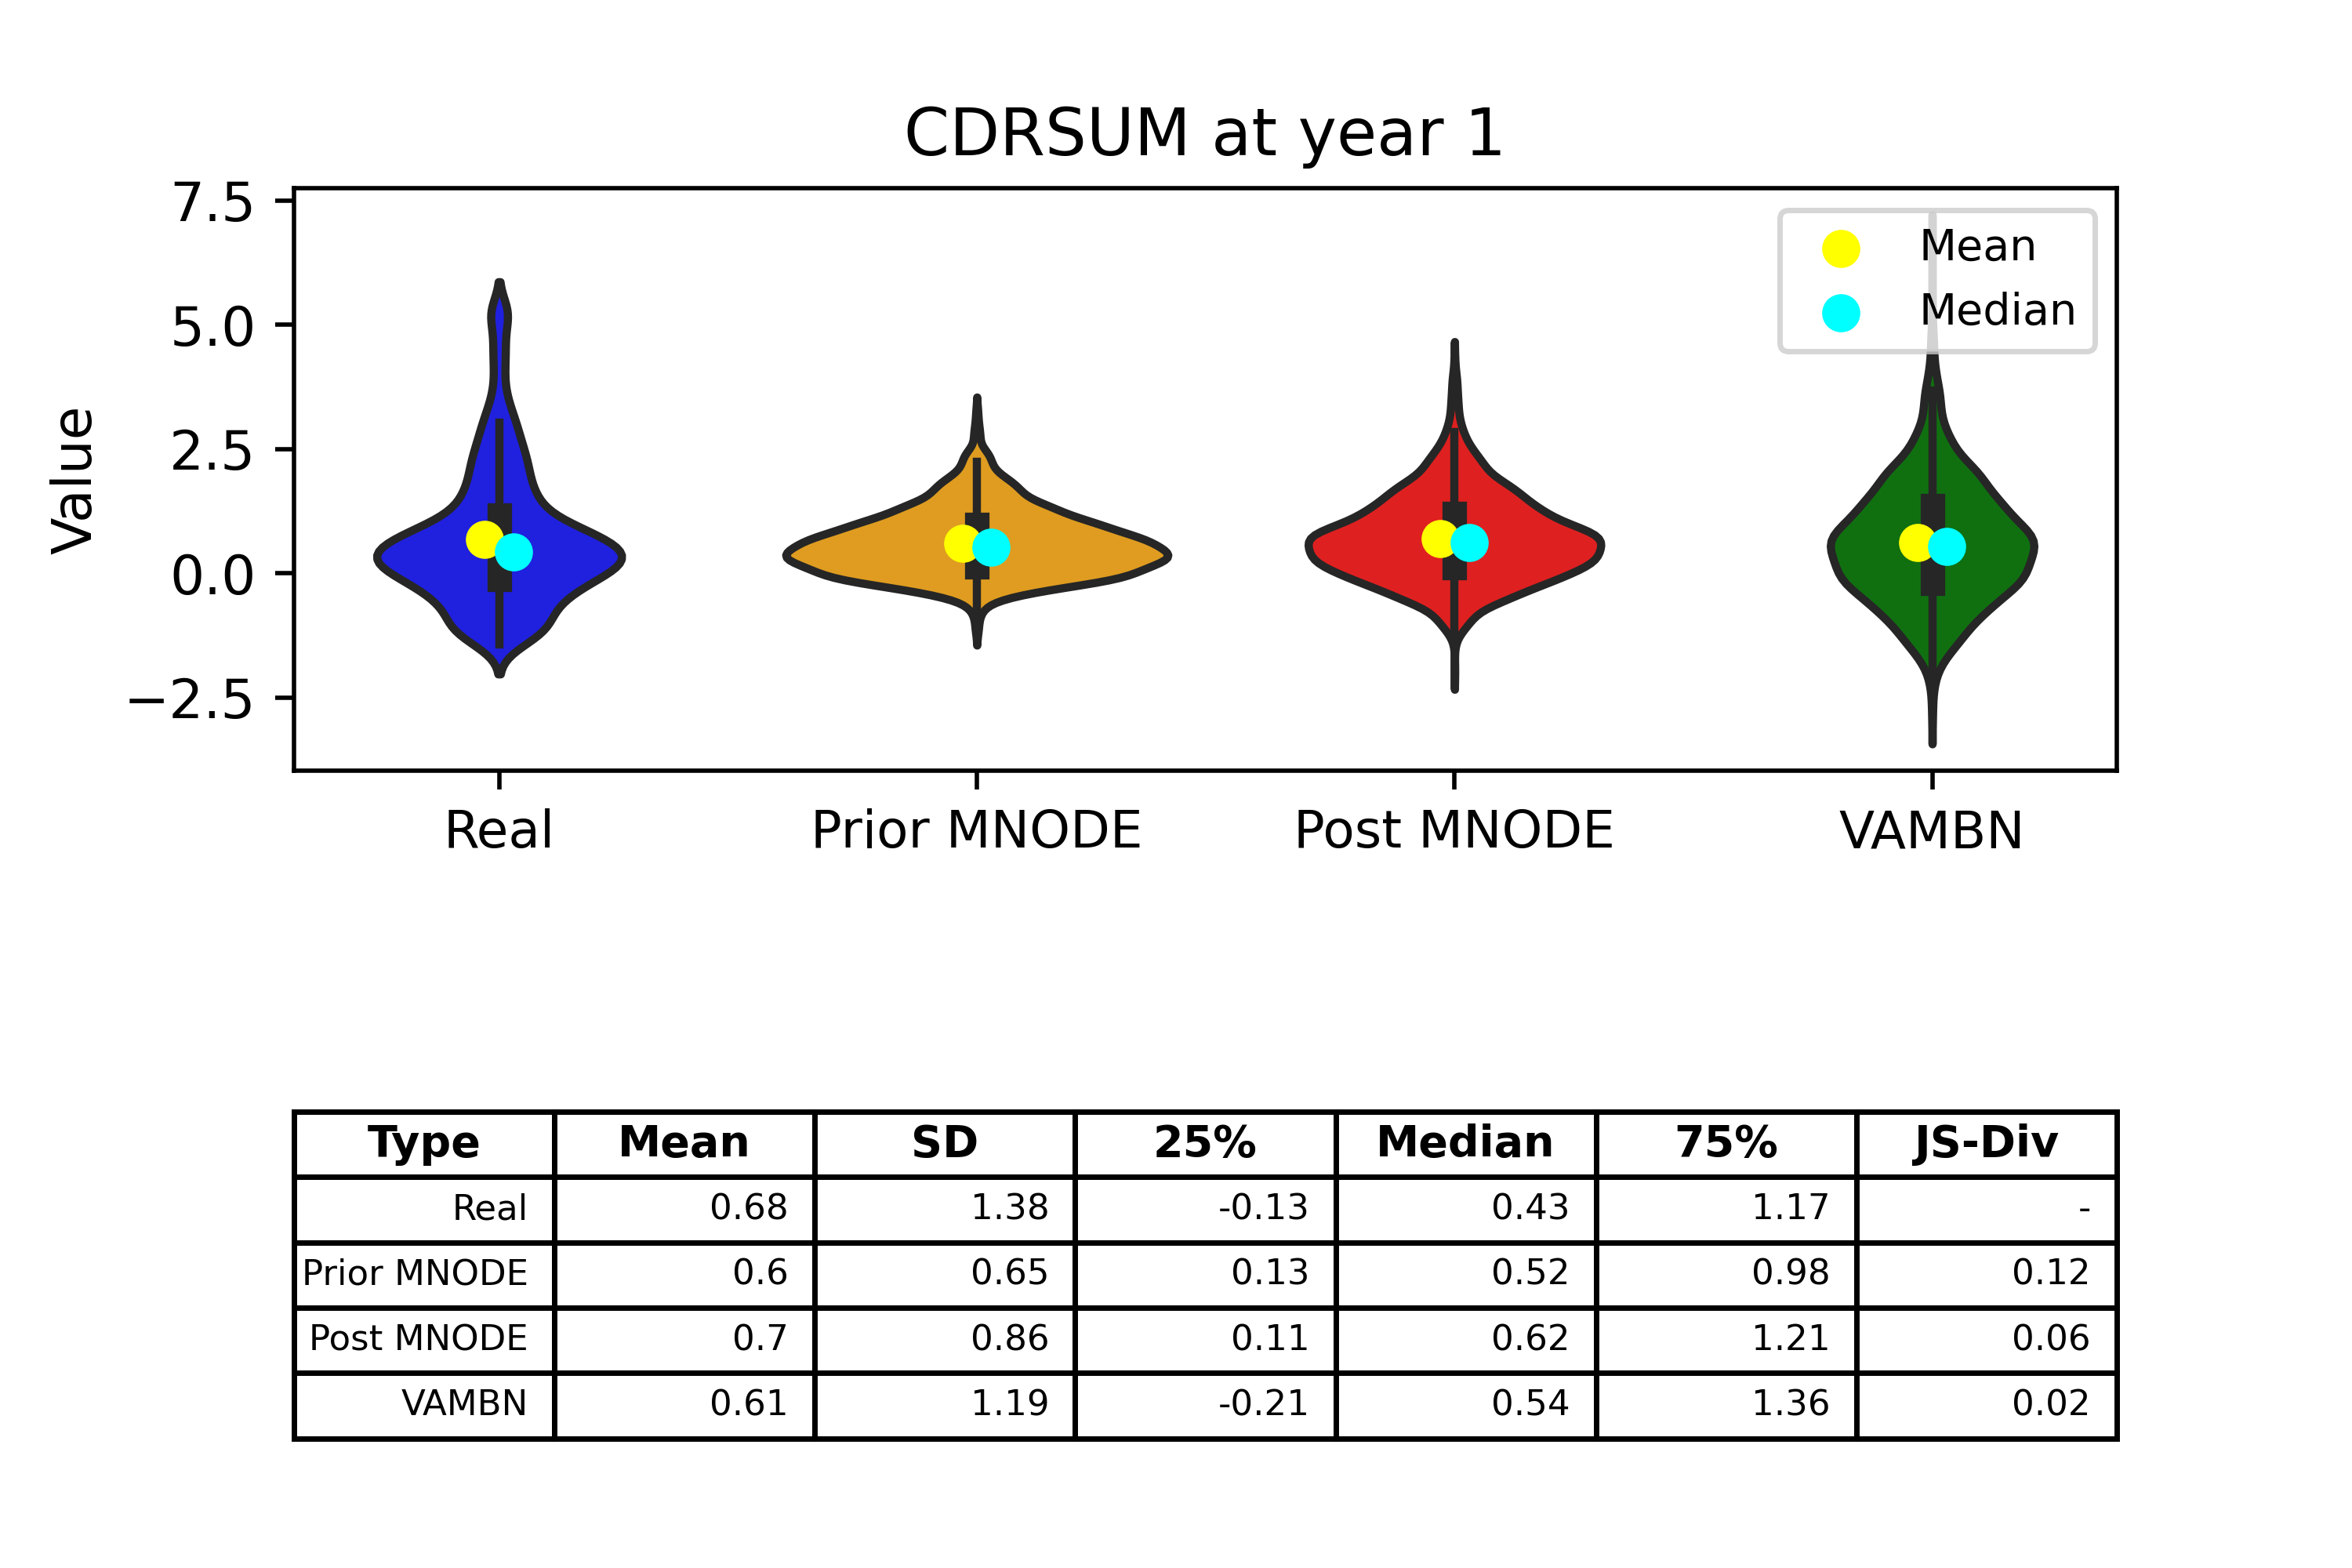 CDRSUM at year 1
7.5
5.0
2.5
0.0
−2.5
Value
Mean
Median
Real Prior MNODE Post MNODE VAMBN
Type Mean SD 25% Median 75% JS-Div
Real 0.68 1.38 -0.13 0.43 1.17 -
Prior MNODE 0.6 0.65 0.13 0.52 0.98 0.12
Post MNODE 0.7 0.86 0.11 0.62 1.21 0.06
VAMBN 0.61 1.19 -0.21 0.54 1.36 0.02